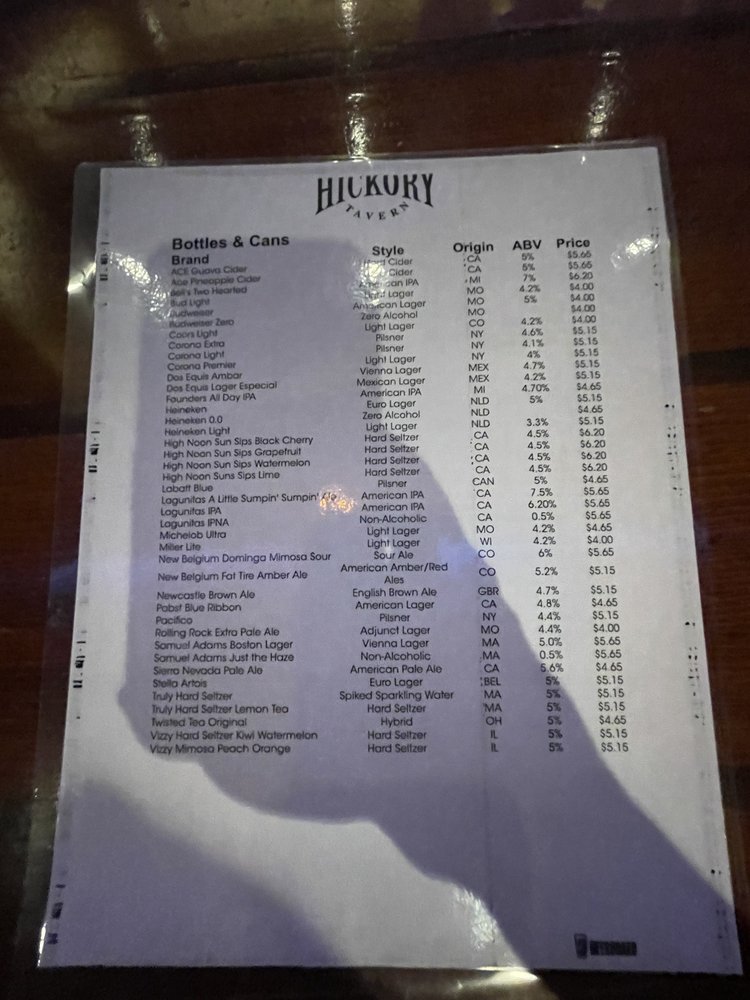 HICKORY
TAVERN
Bottles & Cans
Brand Style Origin ABV Price
ACE Guava Cider Hard Cider CA 5% $5.65
Ace Pineapple Cider Cider CA 5% $5.65
Bell's Two Hearted American IPA MI 7% $6.20
Bud Light Light Lager MO 4.2% $4.00
Budweiser American Lager MO 5% $4.00
Budweiser Zero Zero Alcohol MO $4.00
Coors Light Light Lager CO 4.2% $4.00
Corona Extra Pilsner NY 4.6% $5.15
Corona Light Pilsner NY 4.1% $5.15
Corona Premier Light Lager NY 4% $5.15
Dos Equis Ambar Vienna Lager MEX 4.7% $5.15
Dos Equis Lager Especial Mexican Lager MEX 4.2% $5.15
Founders All Day IPA American IPA MI 4.70% $4.65
Heineken Euro Lager NLD 5% $5.15
Heineken 0.0 Zero Alcohol NLD $4.65
Heineken Light Light Lager NLD 3.3% $5.15
High Noon Sun Sips Black Cherry Hard Seltzer CA 4.5% $6.20
High Noon Sun Sips Grapefruit Hard Seltzer CA 4.5% $6.20
High Noon Sun Sips Watermelon Hard Seltzer CA 4.5% $6.20
High Noon Suns Sips Lime Hard Seltzer CA 4.5% $6.20
Labatt Blue Pilsner CAN 5% $4.65
Lagunitas A Little Sumpin' Sumpin' Ale American IPA CA 7.5% $5.65
Lagunitas IPA American IPA CA 6.20% $5.65
Lagunitas IPNA Non-Alcoholic CA 0.5% $5.65
Michelob Ultra Light Lager MO 4.2% $4.65
Miller Lite Light Lager WI 4.2% $4.00
New Belgium Dominga Mimosa Sour Sour Ale CO 6% $5.65
New Belgium Fat Tire Amber Ale American Amber/Red Ales CO 5.2% $5.15
Newcastle Brown Ale English Brown Ale GBR 4.7% $5.15
Pabst Blue Ribbon American Lager CA 4.8% $4.65
Pacifico Pilsner NY 4.4% $5.15
Rolling Rock Extra Pale Ale Adjunct Lager MO 4.4% $4.00
Samuel Adams Boston Lager Vienna Lager MA 5.0% $5.65
Samuel Adams Just the Haze Non-Alcoholic MA 0.5% $5.65
Sierra Nevada Pale Ale American Pale Ale CA 5.6% $4.65
Stella Artois Euro Lager BEL 5% $5.15
Truly Hard Seltzer Spiked Sparkling Water MA 5% $5.15
Truly Hard Seltzer Lemon Tea Hard Seltzer MA 5% $5.15
Twisted Tea Original Hybrid OH 5% $4.65
Vizzy Hard Seltzer Kiwi Watermelon Hard Seltzer IL 5% $5.15
Vizzy Mimosa Peach Orange Hard Seltzer IL 5% $5.15